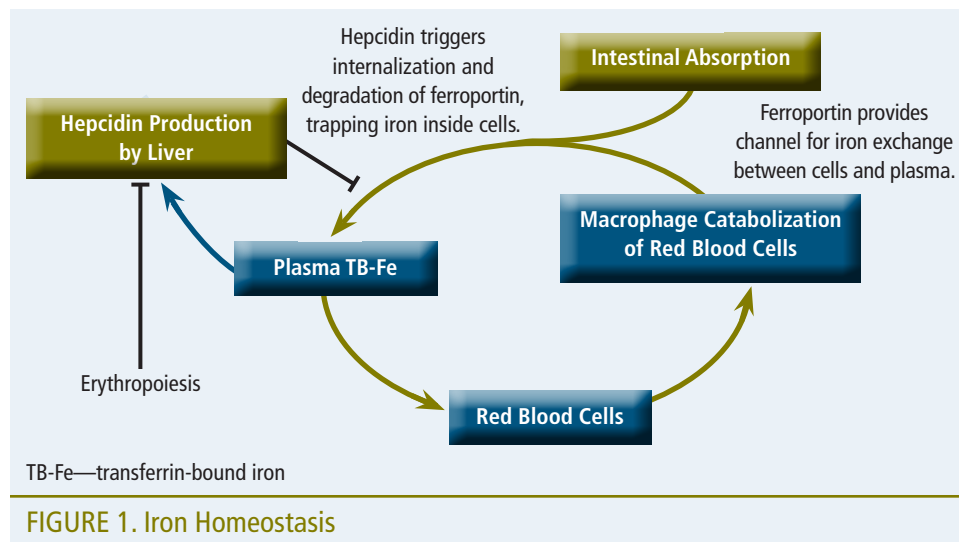 Hepcidin triggers
internalization and
degradation of ferroportin,
trapping iron inside cells.
Intestinal Absorption
Ferroportin provides
channel for iron exchange
between cells and plasma.
Hepcidin Production
by Liver
Macrophage Catabolization
of Red Blood Cells
Plasma TB-Fe
Erythropoiesis
Red Blood Cells
TB-Fe—transferrin-bound iron
FIGURE 1. Iron Homeostasis